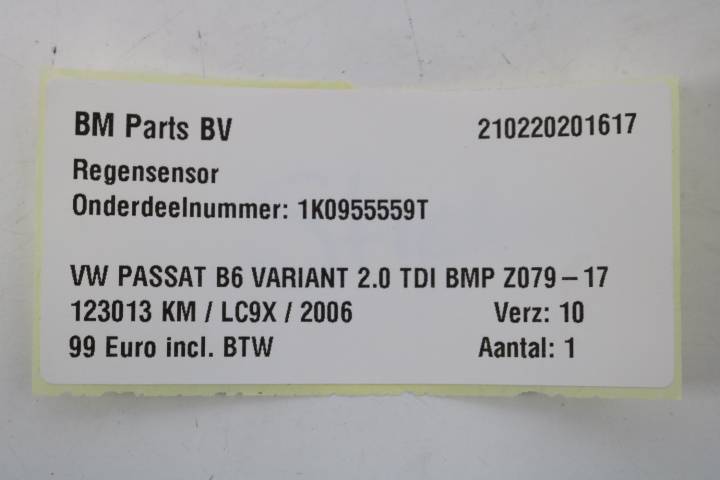 BM Parts BV 210220201617
Regensensor
Onderdeelnummer: 1K0955559T
VW PASSAT B6 VARIANT 2.0 TDI BMP Z079-17
123013 KM / LC9X / 2006 Verz: 10
99 Euro incl. BTW Aantal: 1